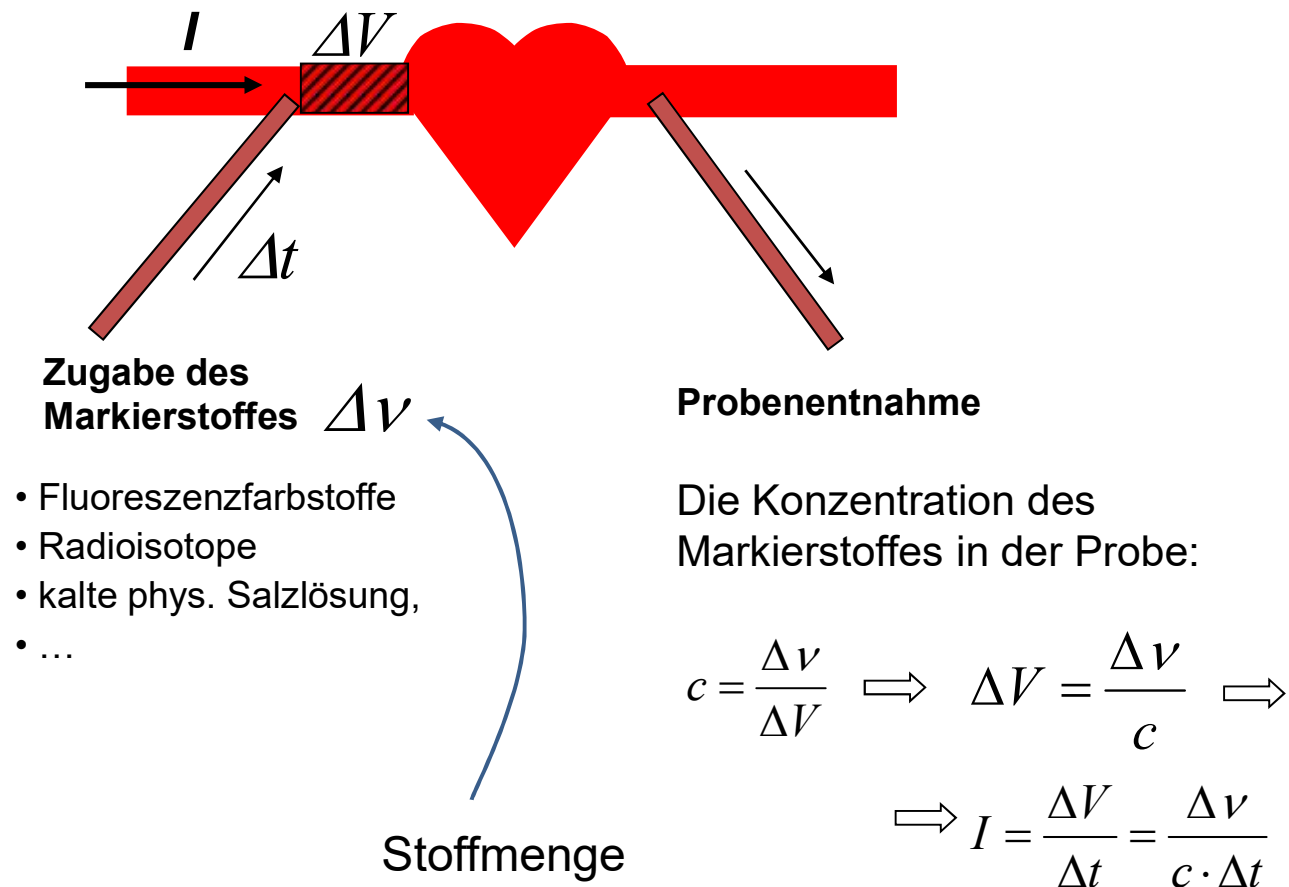 I
ΔV
Δt
Zugabe des
Markierstoffes Δν
• Fluoreszenzfarbstoffe
• Radioisotope
• kalte phys. Salzlösung,
• …
Stoffmenge
Probenentnahme
Die Konzentration des
Markierstoffes in der Probe:
c = Δν / ΔV ⇨ ΔV = Δν / c ⇨
⇨ I = ΔV / Δt = Δν / (c · Δt)